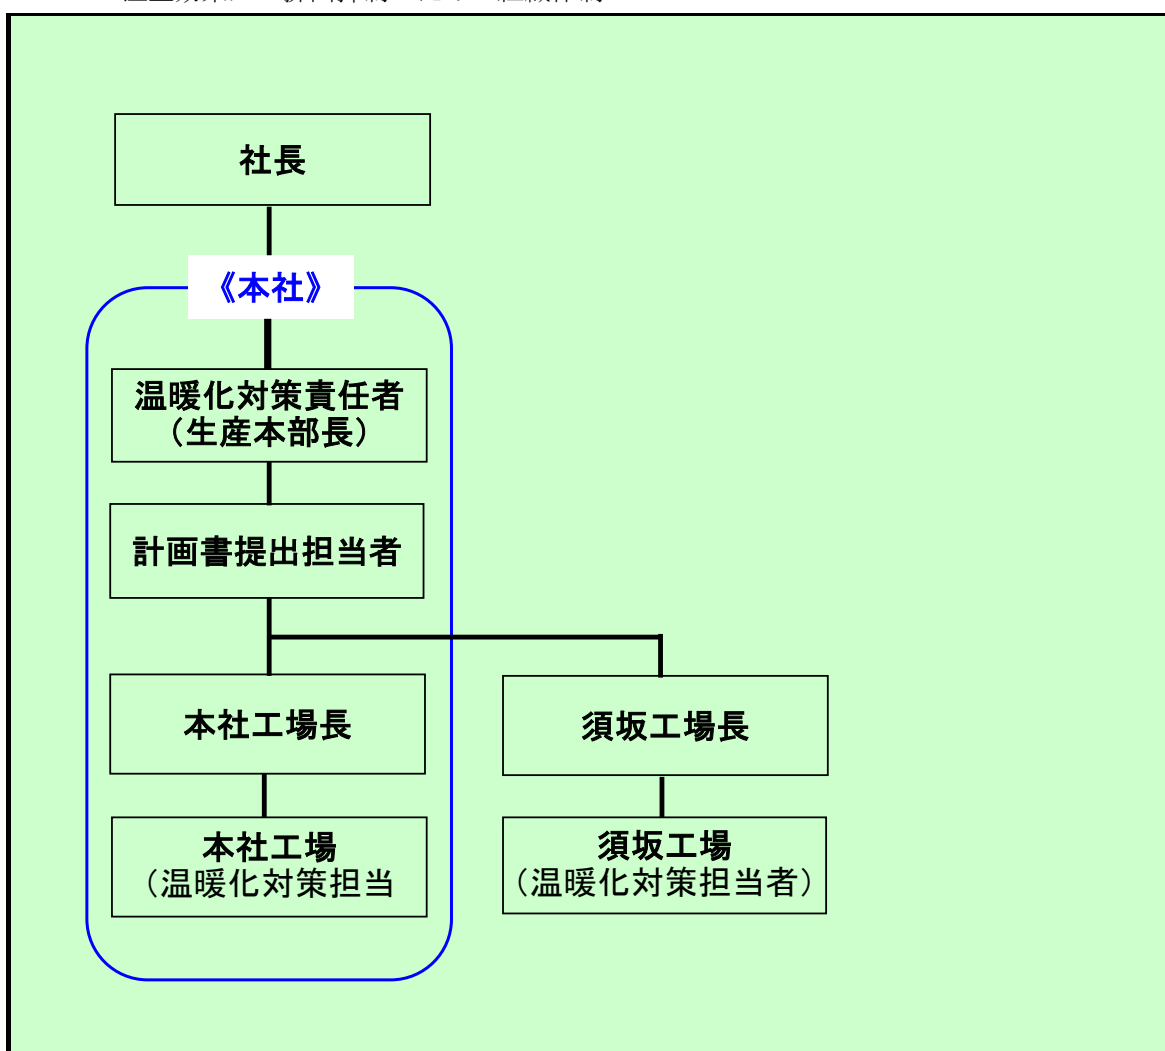 社長
《本社》
温暖化対策責任者
（生産本部長）
計画書提出担当者
本社工場長
須坂工場長
本社工場
（温暖化対策担当
須坂工場
（温暖化対策担当者）